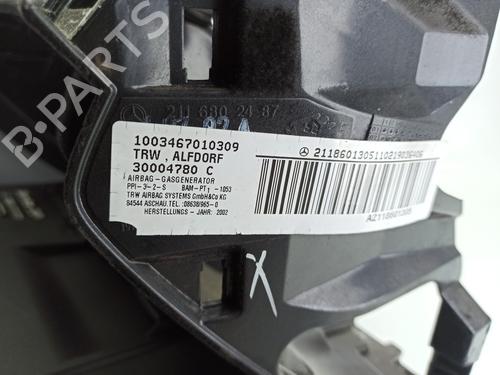 B-PARTS
211 680 24 87
1003467010309
TRW , ALFDORF
30004780 C
AIRBAG-GASGENERATOR
PPI-3-2-S BAM-PT1-1053
TRW AIRBAG SYSTEMS GmbH&Co KG
84544 ASCHAU.TEL.:08638/965-0
HERSTELLUNGS - JAHR: 2002
A2118601305
X